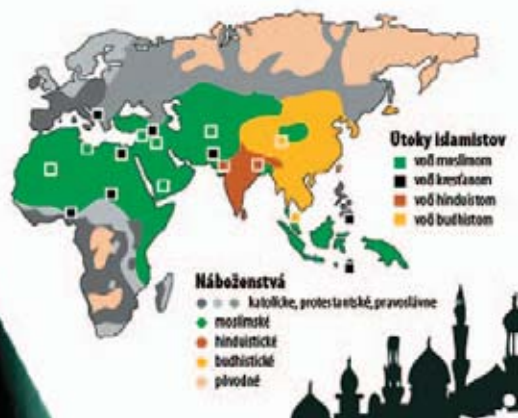 Útoky islamistov
voči moslimom
voči kresťanom
voči hinduistom
voči budhistom
Náboženstvá
katolícke, protestantské, pravoslávne
moslimské
hinduistické
budhistické
pôvodné